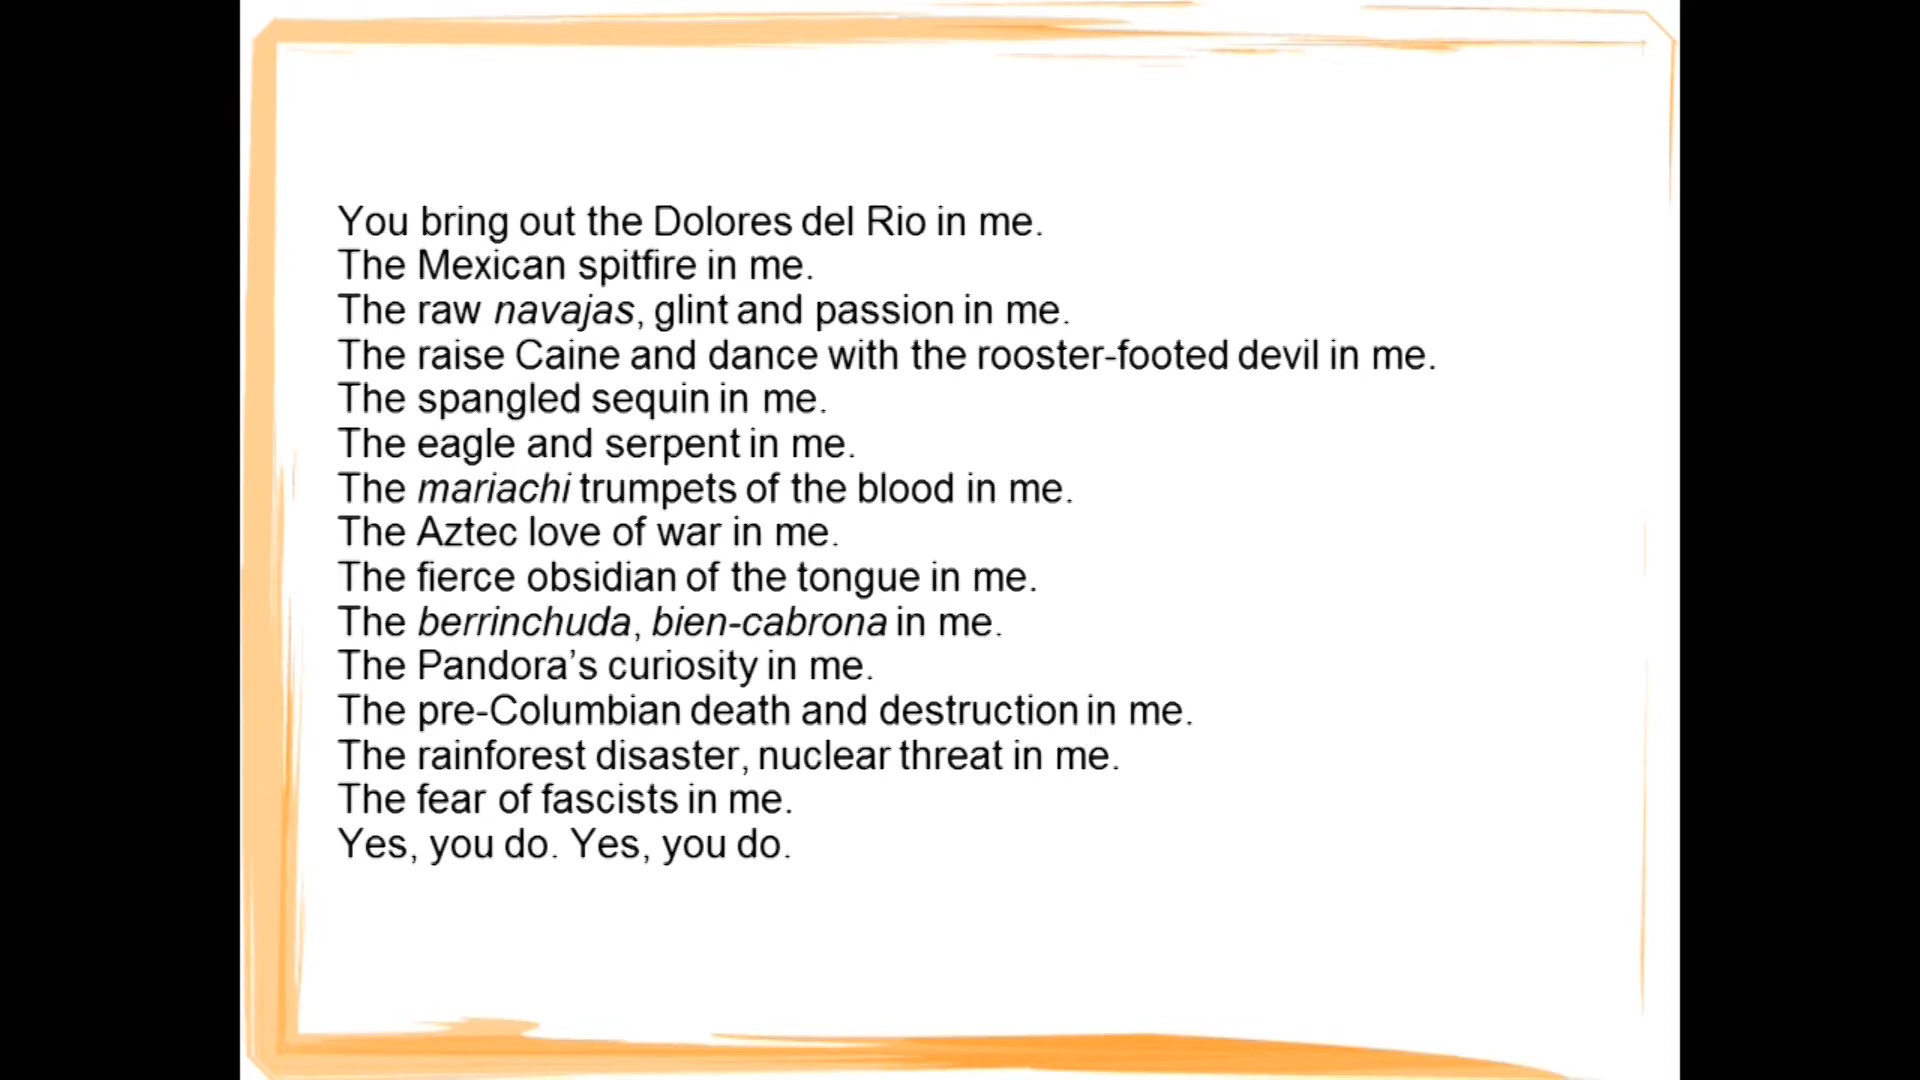 You bring out the Dolores del Rio in me.
The Mexican spitfire in me.
The raw navajas, glint and passion in me.
The raise Caine and dance with the rooster-footed devil in me.
The spangled sequin in me.
The eagle and serpent in me.
The mariachi trumpets of the blood in me.
The Aztec love of war in me.
The fierce obsidian of the tongue in me.
The berrinchuda, bien-cabrona in me.
The Pandora’s curiosity in me.
The pre-Columbian death and destruction in me.
The rainforest disaster, nuclear threat in me.
The fear of fascists in me.
Yes, you do. Yes, you do.